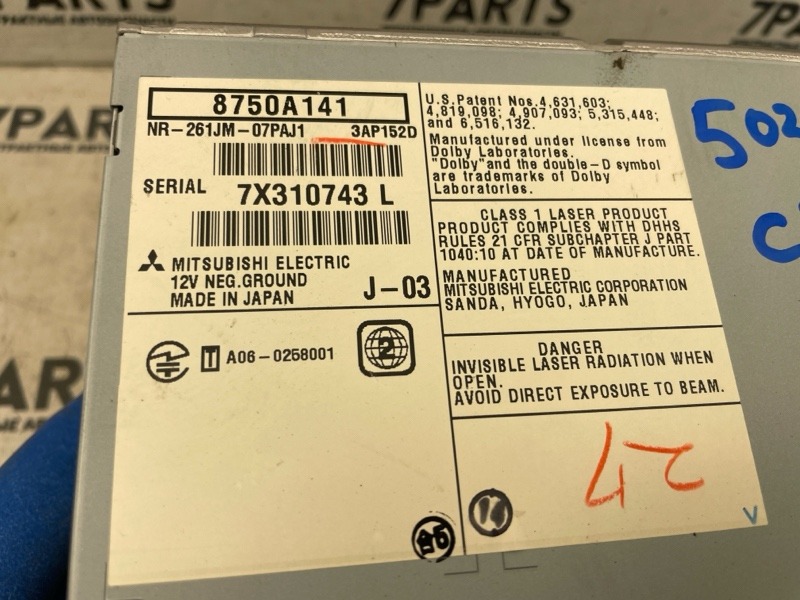 7PARTS
8750A141
NR-261JM-07PAJ1 3AP152D
SERIAL 7X310743 L
MITSUBISHI ELECTRIC
12V NEG.GROUND
MADE IN JAPAN J-03
T A06-0258001
2
U.S.Patent Nos.4,631,603;
4,819,098; 4,907,093; 5,315,448;
and 6,516,132.
Manufactured under license from
Dolby Laboratories.
"Dolby"and the double-D symbol
are trademarks of Dolby
Laboratories.
CLASS 1 LASER PRODUCT
PRODUCT COMPLIES WITH DHHS
RULES 21 CFR SUBCHAPTER J PART
1040:10 AT DATE OF MANUFACTURE.
MANUFACTURED
MITSUBISHI ELECTRIC CORPORATION
SANDA, HYOGO, JAPAN
DANGER
INVISIBLE LASER RADIATION WHEN
OPEN.
AVOID DIRECT EXPOSURE TO BEAM.
502
V